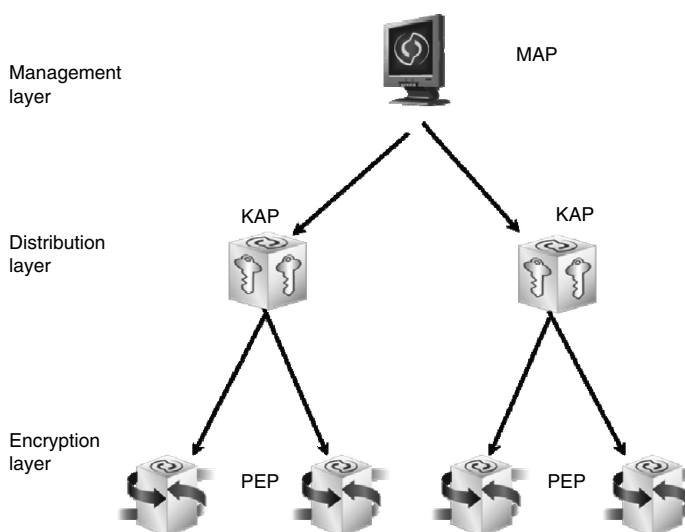 Management
layer
MAP
KAP
KAP
Distribution
layer
Encryption
layer
PEP
PEP